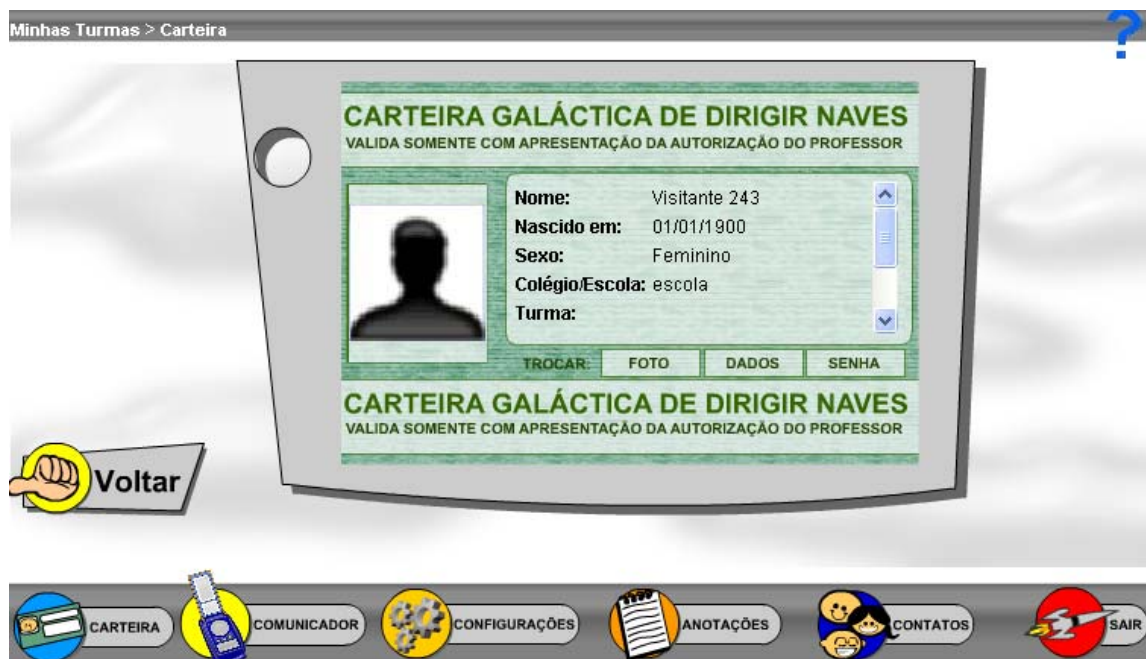 Minhas Turmas > Carteira
?
CARTEIRA GALÁCTICA DE DIRIGIR NAVES
VALIDA SOMENTE COM APRESENTAÇÃO DA AUTORIZAÇÃO DO PROFESSOR
Nome: Visitante 243
Nascido em: 01/01/1900
Sexo: Feminino
Colégio/Escola: escola
Turma:
TROCAR: FOTO DADOS SENHA
CARTEIRA GALÁCTICA DE DIRIGIR NAVES
VALIDA SOMENTE COM APRESENTAÇÃO DA AUTORIZAÇÃO DO PROFESSOR
Voltar
CARTEIRA COMUNICADOR CONFIGURAÇÕES ANOTAÇÕES CONTATOS SAIR